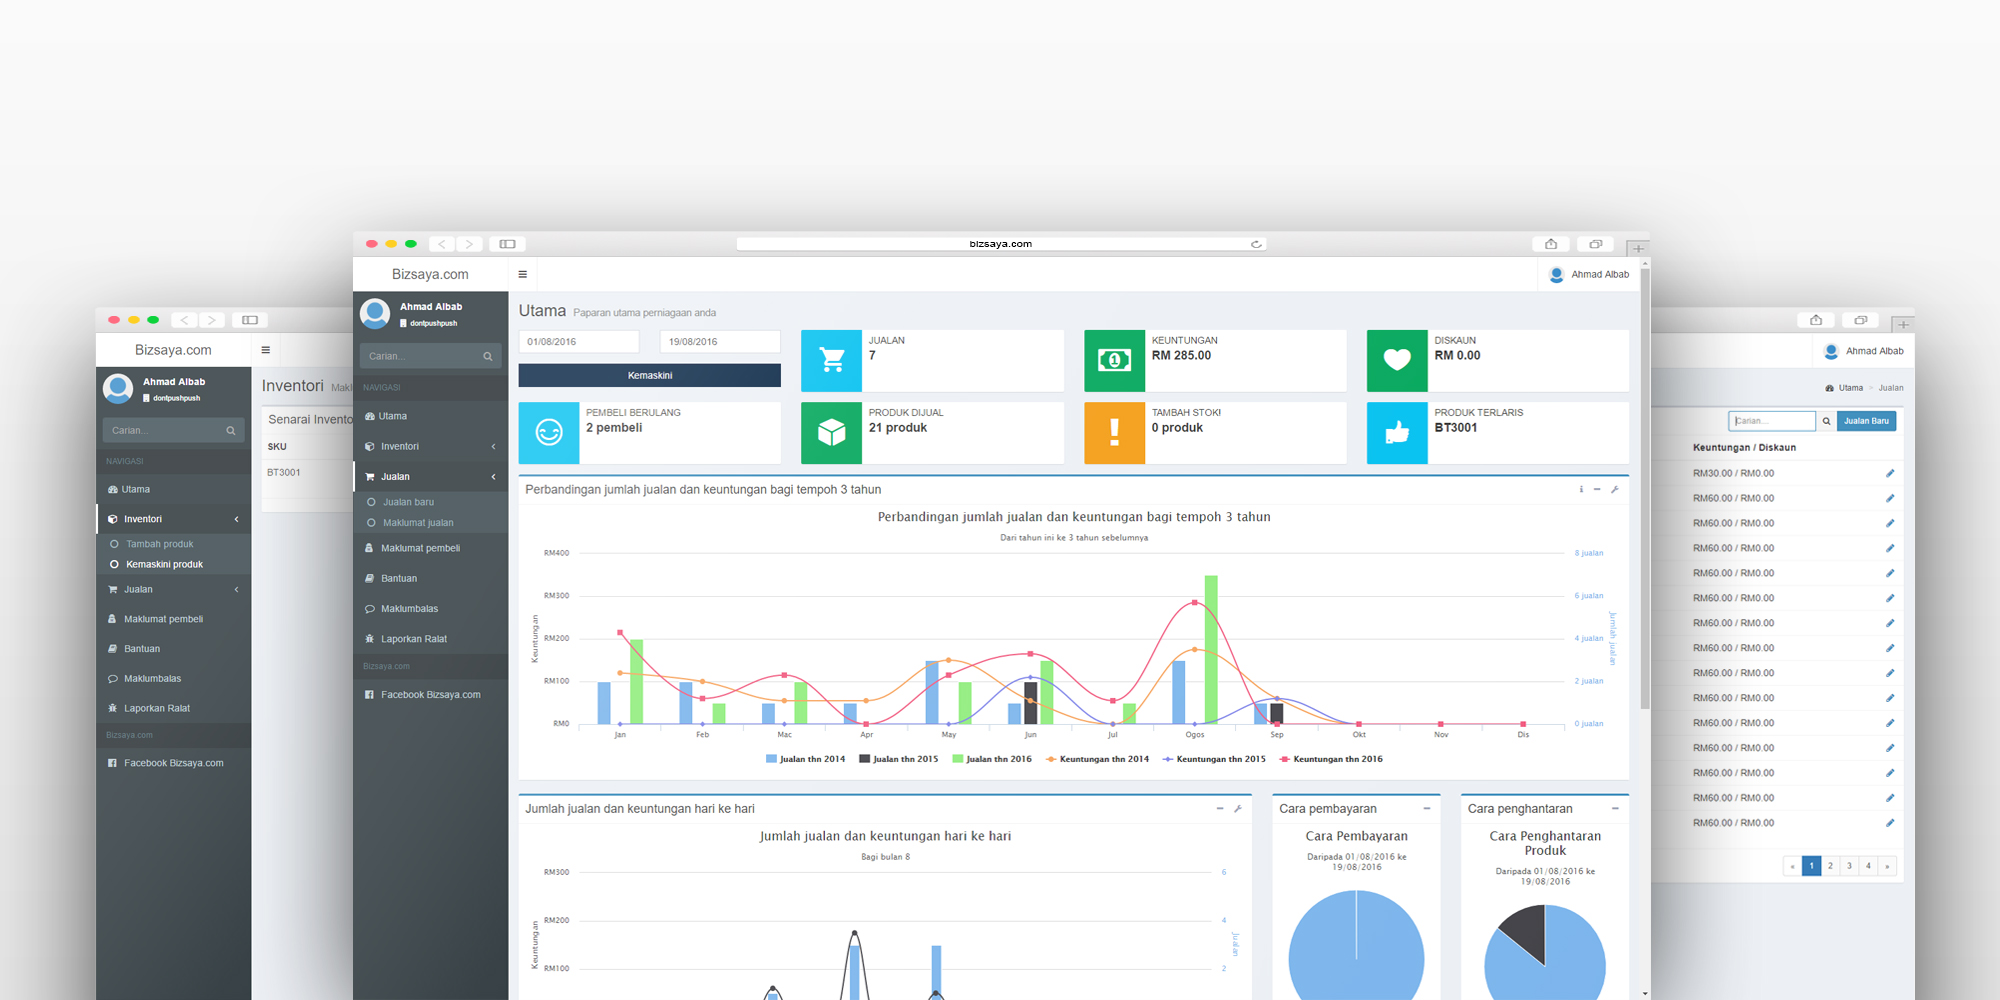 bizsaya.com
Bizsaya.com
Ahmad Albab
Ahmad Albab
dontpushpush
Carian...
NAVIGASI
Utama
Inventori
Jualan
Jualan baru
Maklumat jualan
Maklumat pembeli
Bantuan
Maklumbalas
Laporkan Ralat
Bizsaya.com
Facebook Bizsaya.com
Utama Paparan utama perniagaan anda
01/08/2016
19/08/2016
Kemaskini
JUALAN
7
KEUNTUNGAN
RM 285.00
DISKAUN
RM 0.00
PEMBELI BERULANG
2 pembeli
PRODUK DIJUAL
21 produk
TAMBAH STOK!
0 produk
PRODUK TERLARIS
BT3001
Perbandingan jumlah jualan dan keuntungan bagi tempoh 3 tahun
Perbandingan jumlah jualan dan keuntungan bagi tempoh 3 tahun
Dari tahun ini ke 3 tahun sebelumnya
Keuntungan
RM400
RM300
RM200
RM100
RM0
8 jualan
6 jualan
4 jualan
2 jualan
0 jualan
Jumlah jualan
Jan Feb Mac Apr May Jun Jul Ogos Sep Okt Nov Dis
Jualan thn 2014 Jualan thn 2015 Jualan thn 2016 Keuntungan thn 2014 Keuntungan thn 2015 Keuntungan thn 2016
Jumlah jualan dan keuntungan hari ke hari
Jumlah jualan dan keuntungan hari ke hari
Bagi bulan 8
Keuntungan
RM300
RM200
RM100
6
4
2
Jualan
Cara pembayaran
Cara Pembayaran
Daripada 01/08/2016 ke
19/08/2016
Cara penghantaran
Cara Penghantaran
Produk
Daripada 01/08/2016 ke
19/08/2016
Bizsaya.com
Ahmad Albab
dontpushpush
Carian...
NAVIGASI
Utama
Inventori
Tambah produk
Kemaskini produk
Jualan
Maklumat pembeli
Bantuan
Maklumbalas
Laporkan Ralat
Bizsaya.com
Facebook Bizsaya.com
Inventori
Senarai Invento
SKU
BT3001
Ahmad Albab
Utama > Jualan
Carian...
Jualan Baru
Keuntungan / Diskaun
RM30.00 / RM0.00
RM60.00 / RM0.00
RM60.00 / RM0.00
RM60.00 / RM0.00
RM60.00 / RM0.00
RM60.00 / RM0.00
RM60.00 / RM0.00
RM60.00 / RM0.00
RM60.00 / RM0.00
RM60.00 / RM0.00
RM60.00 / RM0.00
RM60.00 / RM0.00
RM60.00 / RM0.00
RM60.00 / RM0.00
RM60.00 / RM0.00
« 1 2 3 4 »